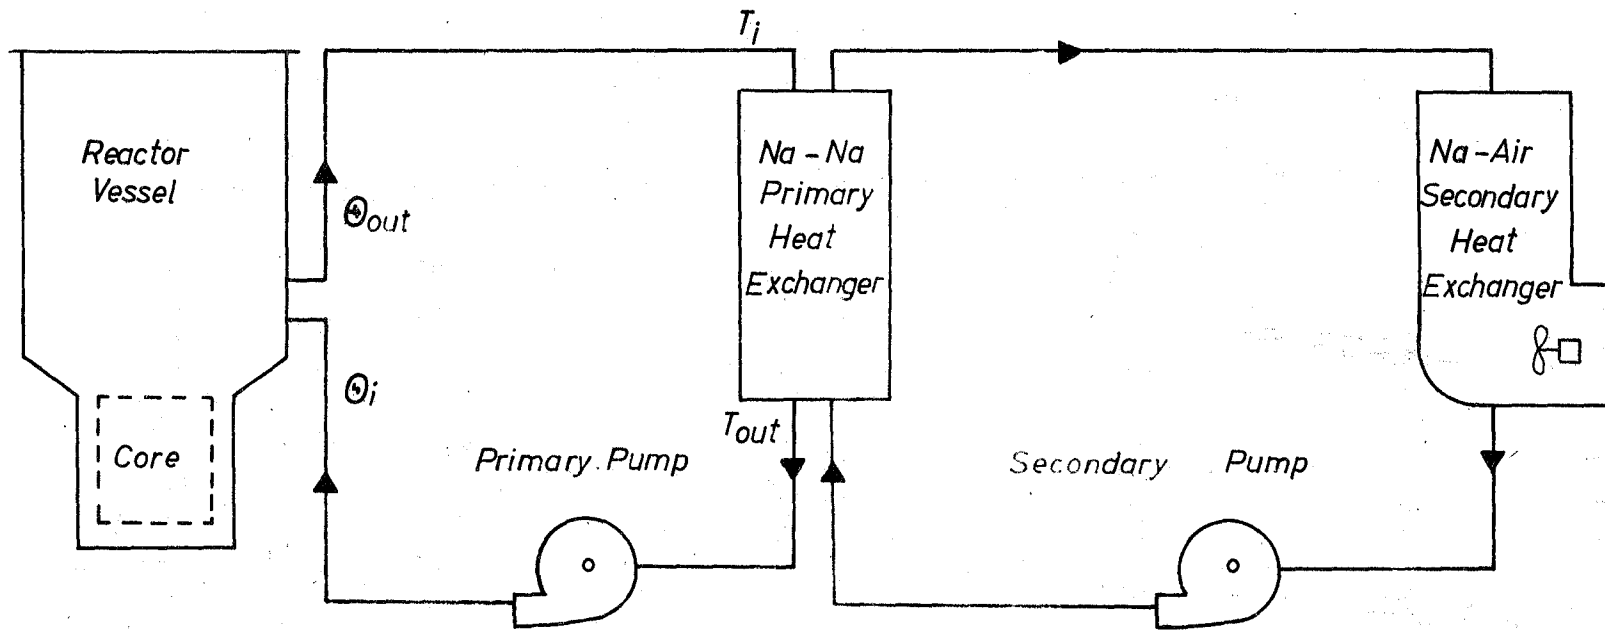 T_i
Reactor
Vessel
Θ_out
Θ_i
Core
Na-Na
Primary
Heat
Exchanger
T_out
Primary Pump
Na-Air
Secondary
Heat
Exchanger
Secondary Pump